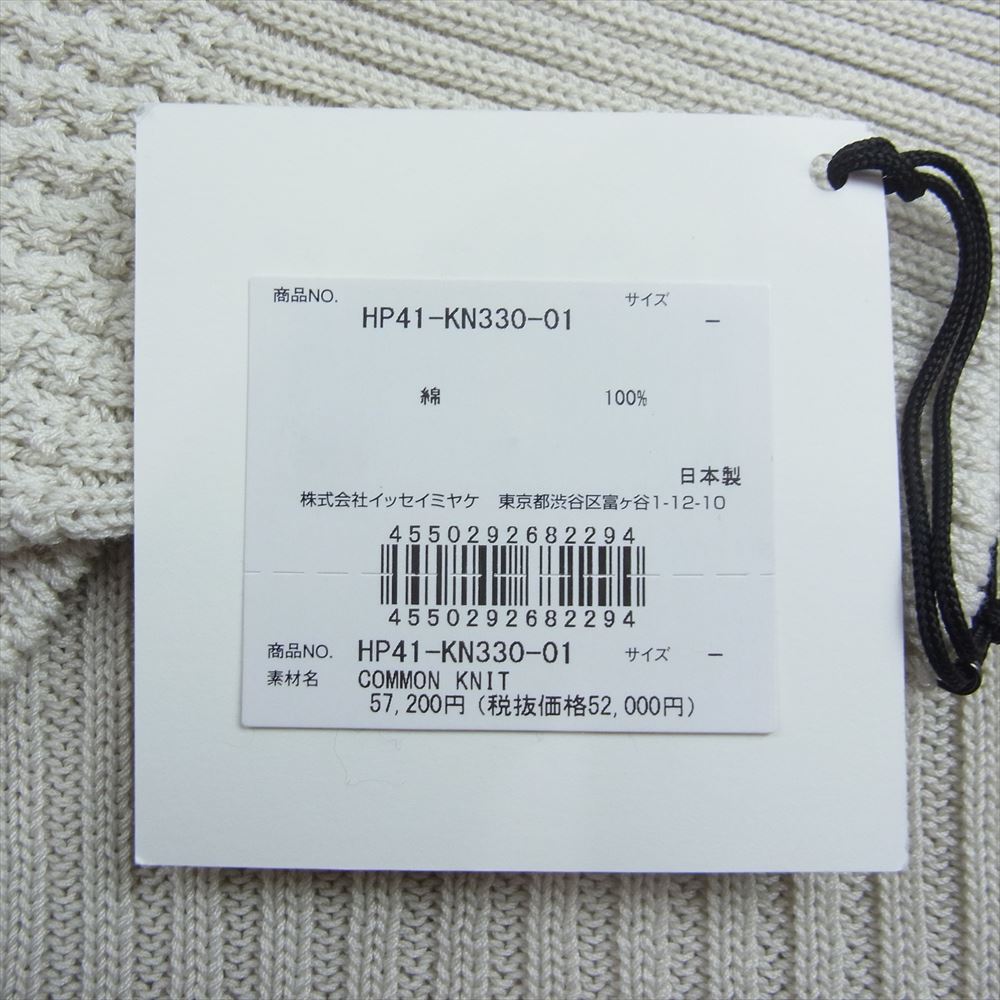 商品NO. サイズ
HP41-KN330-01 −
綿 100%
日本製
株式会社イッセイミヤケ 東京都渋谷区富ヶ谷1-12-10
4550292682294
4550292682294
商品NO. HP41-KN330-01 サイズ −
素材名 COMMON KNIT
57,200円(税抜価格52,000円)